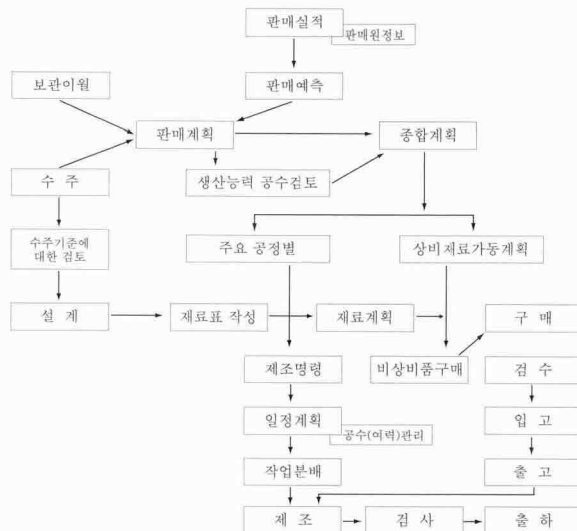 판매실적
판매원정보
보관이월
판매예측
판매계획
종합계획
수 주
생산능력 공수검토
수주기준에
대한 검토
주요 공정별
상비재료가동계획
설 계
재료표 작성
재료계획
구 매
제조명령
비상비품구매
검 수
일정계획
공수(여력)관리
입 고
작업분배
출 고
제 조
검 사
출 하